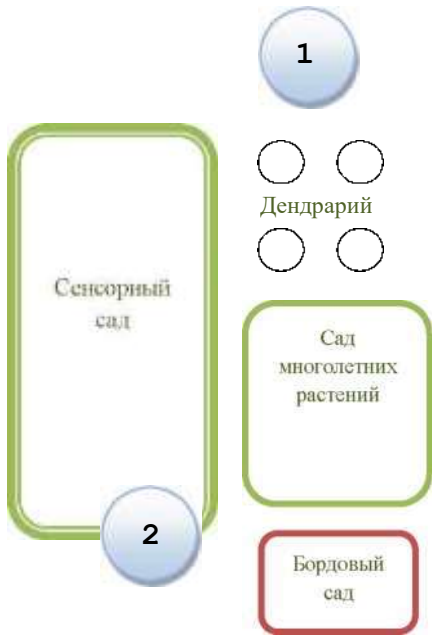 1
Дендрарий
Сенсорный
сад
Сад
многолетних
растений
2
Бордовый
сад